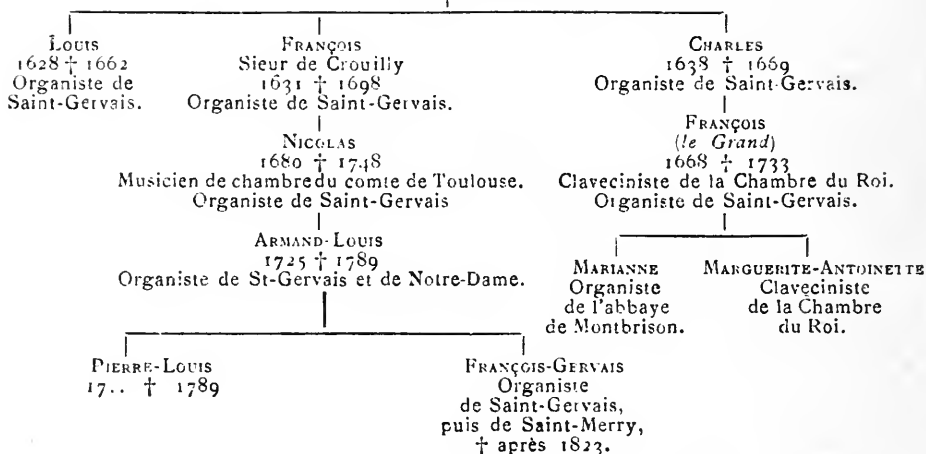 Louis
1628 † 1662
Organiste de
Saint-Gervais.
François
Sieur de Crouilly
1631 † 1698
Organiste de Saint-Gervais.
Charles
1638 † 1669
Organiste de Saint-Gervais.
Nicolas
1680 † 1748
Musicien de chambre du comte de Toulouse.
Organiste de Saint-Gervais
François
(le Grand)
1668 † 1733
Claveciniste de la Chambre du Roi.
Organiste de Saint-Gervais.
Armand-Louis
1725 † 1789
Organiste de St-Gervais et de Notre-Dame.
Marianne
Organiste
de l'abbaye
de Montbrison.
Marguerite-Antoinette
Claveciniste
de la Chambre
du Roi.
Pierre-Louis
17.. † 1789
François-Gervais
Organiste
de Saint-Gervais,
puis de Saint-Merry,
† après 1823.